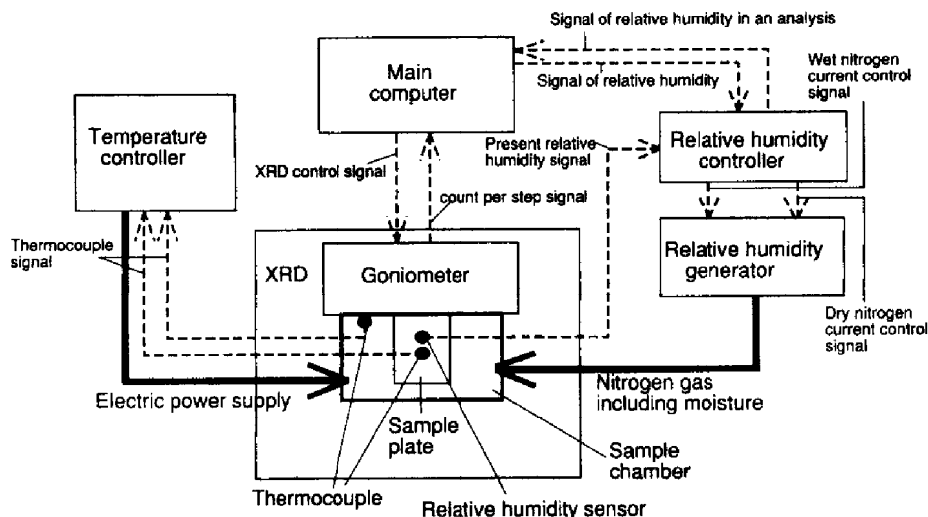 Signal of relative humidity in an analysis
Main
computer
Signal of relative humidity
Wet nitrogen
current control
signal
Temperature
controller
XRD control signal
Present relative
humidity signal
Relative humidity
controller
count per step signal
Thermocouple
signal
XRD
Goniometer
Relative humidity
generator
Dry nitrogen
current control
signal
Electric power supply
Nitrogen gas
including moisture
Sample
plate
Sample
chamber
Thermocouple
Relative humidity sensor